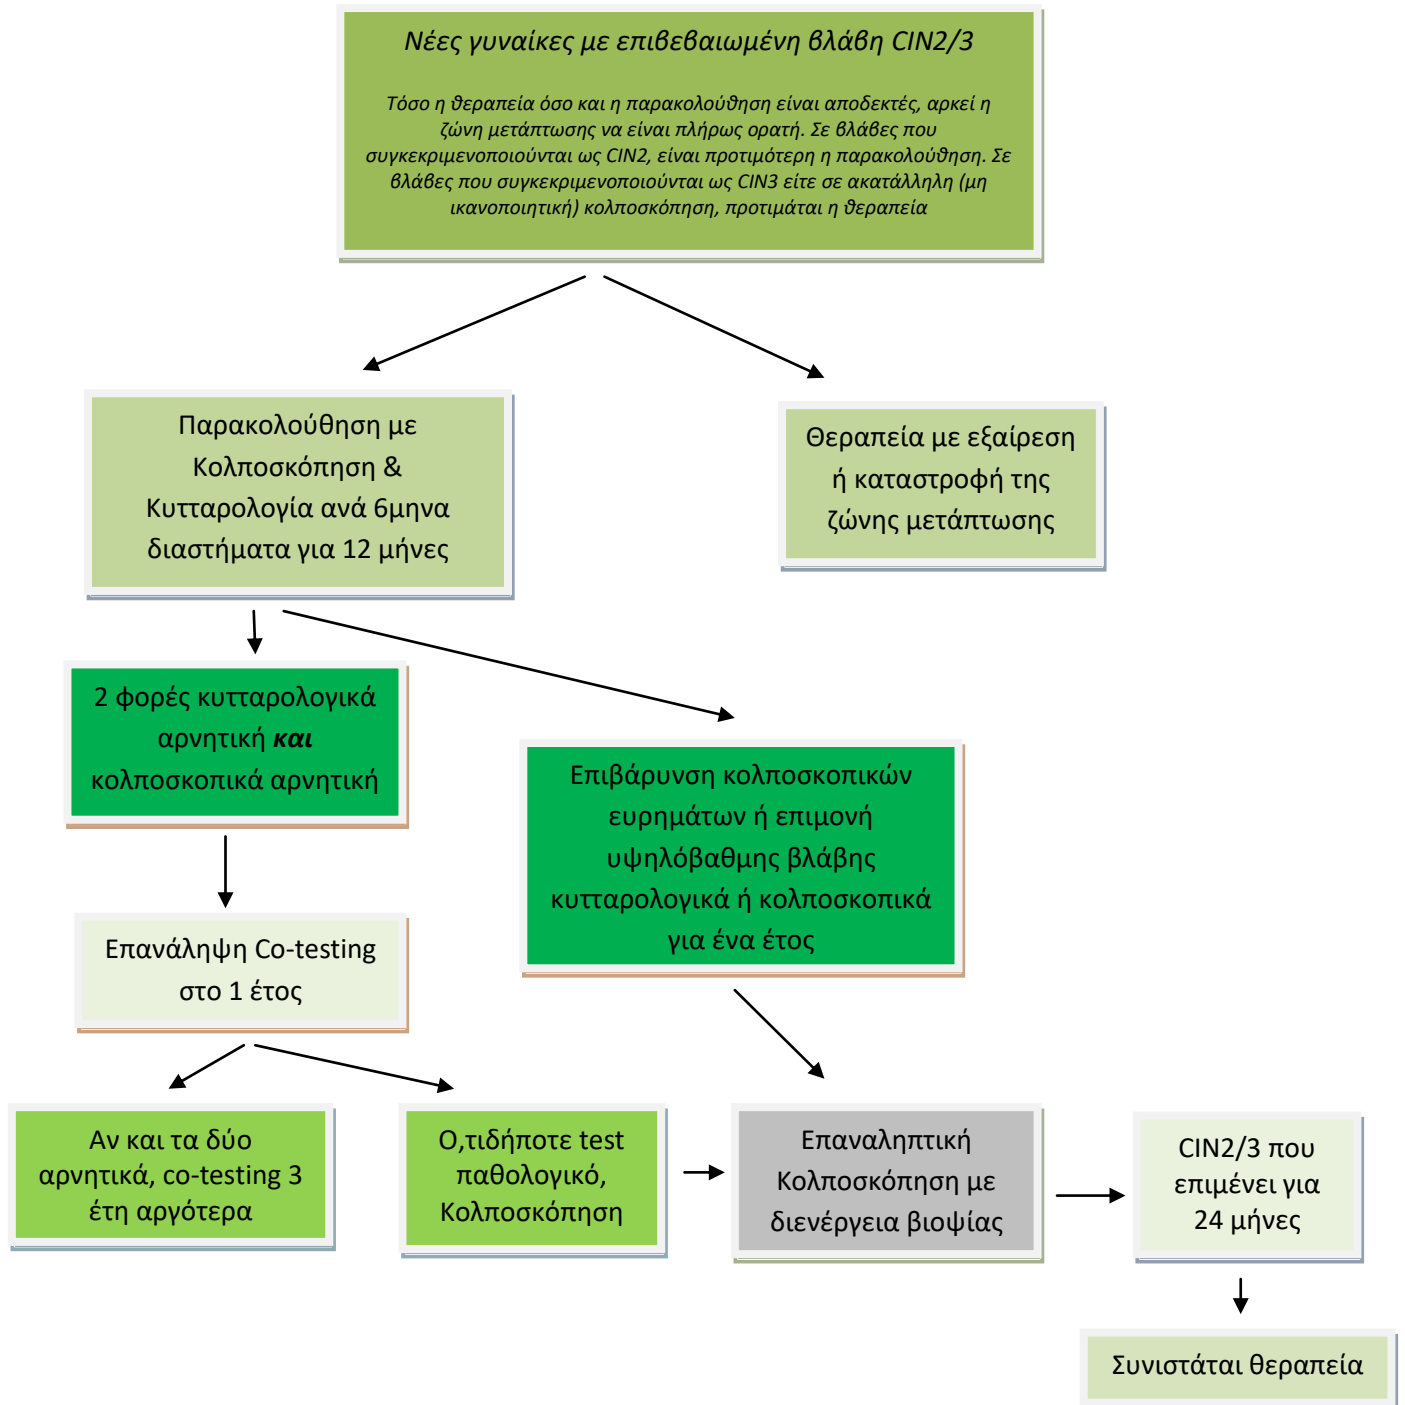 Νέες γυναίκες με επιβεβαιωμένη βλάβη CIN2/3
Τόσο η θεραπεία όσο και η παρακολούθηση είναι αποδεκτές, αρκεί η
ζώνη μετάπτωσης να είναι πλήρως ορατή. Σε βλάβες που
συγκεκριμενοποιούνται ως CIN2, είναι προτιμότερη η παρακολούθηση. Σε
βλάβες που συγκεκριμενοποιούνται ως CIN3 είτε σε ακατάλληλη (μη
ικανοποιητική) κολποσκόπηση, προτιμάται η θεραπεία
Παρακολούθηση με
Κολποσκόπηση &
Κυτταρολογία ανά 6μηνα
διαστήματα για 12 μήνες
Θεραπεία με εξαίρεση
ή καταστροφή της
ζώνης μετάπτωσης
2 φορές κυτταρολογικά
αρνητική και
κολποσκοπικά αρνητική
Επιβάρυνση κολποσκοπικών
ευρημάτων ή επιμονή
υψηλόβαθμης βλάβης
κυτταρολογικά ή κολποσκοπικά
για ένα έτος
Επανάληψη Co-testing
στο 1 έτος
Αν και τα δύο
αρνητικά, co-testing 3
έτη αργότερα
Ο,τιδήποτε test
παθολογικό,
Κολποσκόπηση
Επαναληπτική
Κολποσκόπηση με
διενέργεια βιοψίας
CIN2/3 που
επιμένει για
24 μήνες
Συνιστάται θεραπεία